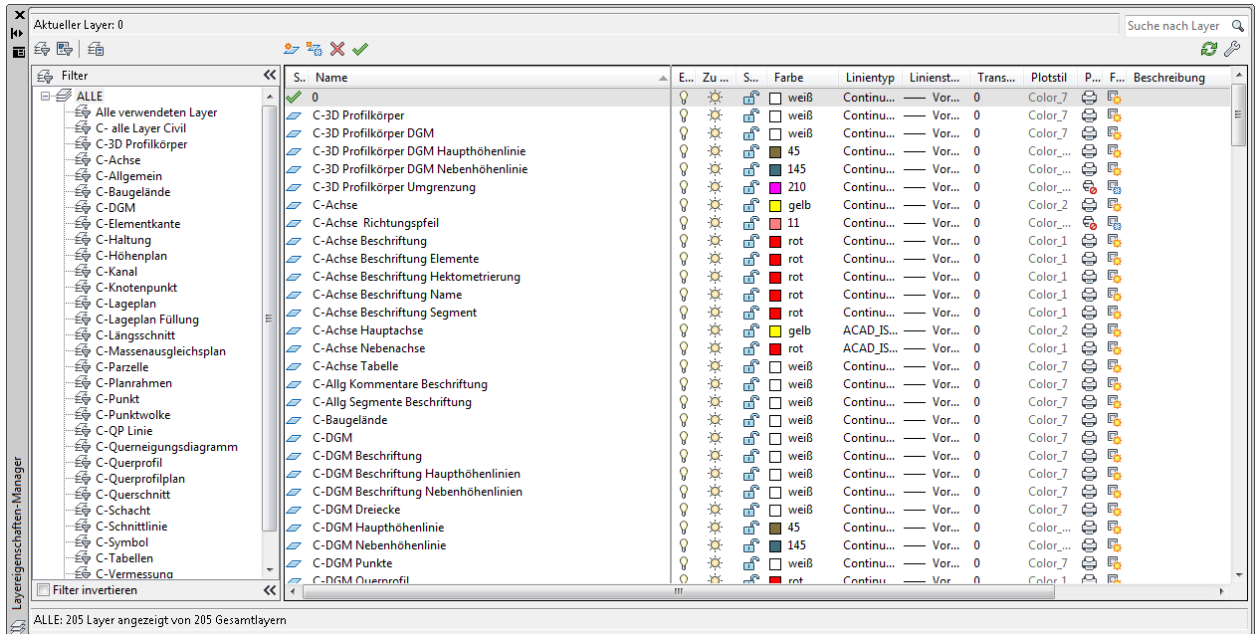 Aktueller Layer: 0
Suche nach Layer
Filter
ALLE
Alle verwendeten Layer
C- alle Layer Civil
C-3D Profilkörper
C-Achse
C-Allgemein
C-Baugelände
C-DGM
C-Elementkante
C-Haltung
C-Höhenplan
C-Kanal
C-Knotenpunkt
C-Lageplan
C-Lageplan Füllung
C-Längsschnitt
C-Massenausgleichsplan
C-Parzelle
C-Planrahmen
C-Punkt
C-Punktwolke
C-QP Linie
C-Querneigungsdiagramm
C-Querprofil
C-Querprofilplan
C-Querschnitt
C-Schacht
C-Schnittlinie
C-Symbol
C-Tabellen
C-Vermessung
Filter invertieren
S.. Name E... Zu ... S... Farbe Linientyp Linienst... Trans... Plotstil P... F... Beschreibung
0 weiß Continu... Vor... 0 Color_7
C-3D Profilkörper weiß Continu... Vor... 0 Color_7
C-3D Profilkörper DGM weiß Continu... Vor... 0 Color_7
C-3D Profilkörper DGM Haupthöhenlinie 45 Continu... Vor... 0 Color_...
C-3D Profilkörper DGM Nebenhöhenlinie 145 Continu... Vor... 0 Color_...
C-3D Profilkörper Umgrenzung 210 Continu... Vor... 0 Color_...
C-Achse gelb Continu... Vor... 0 Color_2
C-Achse Richtungspfeil 11 Continu... Vor... 0 Color_...
C-Achse Beschriftung rot Continu... Vor... 0 Color_1
C-Achse Beschriftung Elemente rot Continu... Vor... 0 Color_1
C-Achse Beschriftung Hektometrierung rot Continu... Vor... 0 Color_1
C-Achse Beschriftung Name rot Continu... Vor... 0 Color_1
C-Achse Beschriftung Segment rot Continu... Vor... 0 Color_1
C-Achse Hauptachse gelb ACAD_IS... Vor... 0 Color_2
C-Achse Nebenachse rot ACAD_IS... Vor... 0 Color_1
C-Achse Tabelle weiß Continu... Vor... 0 Color_7
C-Allg Kommentare Beschriftung weiß Continu... Vor... 0 Color_7
C-Allg Segmente Beschriftung weiß Continu... Vor... 0 Color_7
C-Baugelände weiß Continu... Vor... 0 Color_7
C-DGM weiß Continu... Vor... 0 Color_7
C-DGM Beschriftung weiß Continu... Vor... 0 Color_7
C-DGM Beschriftung Haupthöhenlinien weiß Continu... Vor... 0 Color_7
C-DGM Beschriftung Nebenhöhenlinien weiß Continu... Vor... 0 Color_7
C-DGM Dreiecke weiß Continu... Vor... 0 Color_7
C-DGM Haupthöhenlinie 45 Continu... Vor... 0 Color_...
C-DGM Nebenhöhenlinie 145 Continu... Vor... 0 Color_...
C-DGM Punkte weiß Continu... Vor... 0 Color_7
C-DGM Querprofil rot Continu... Vor... 0 Color_1
Layereigenschaften-Manager
ALLE: 205 Layer angezeigt von 205 Gesamtlayern